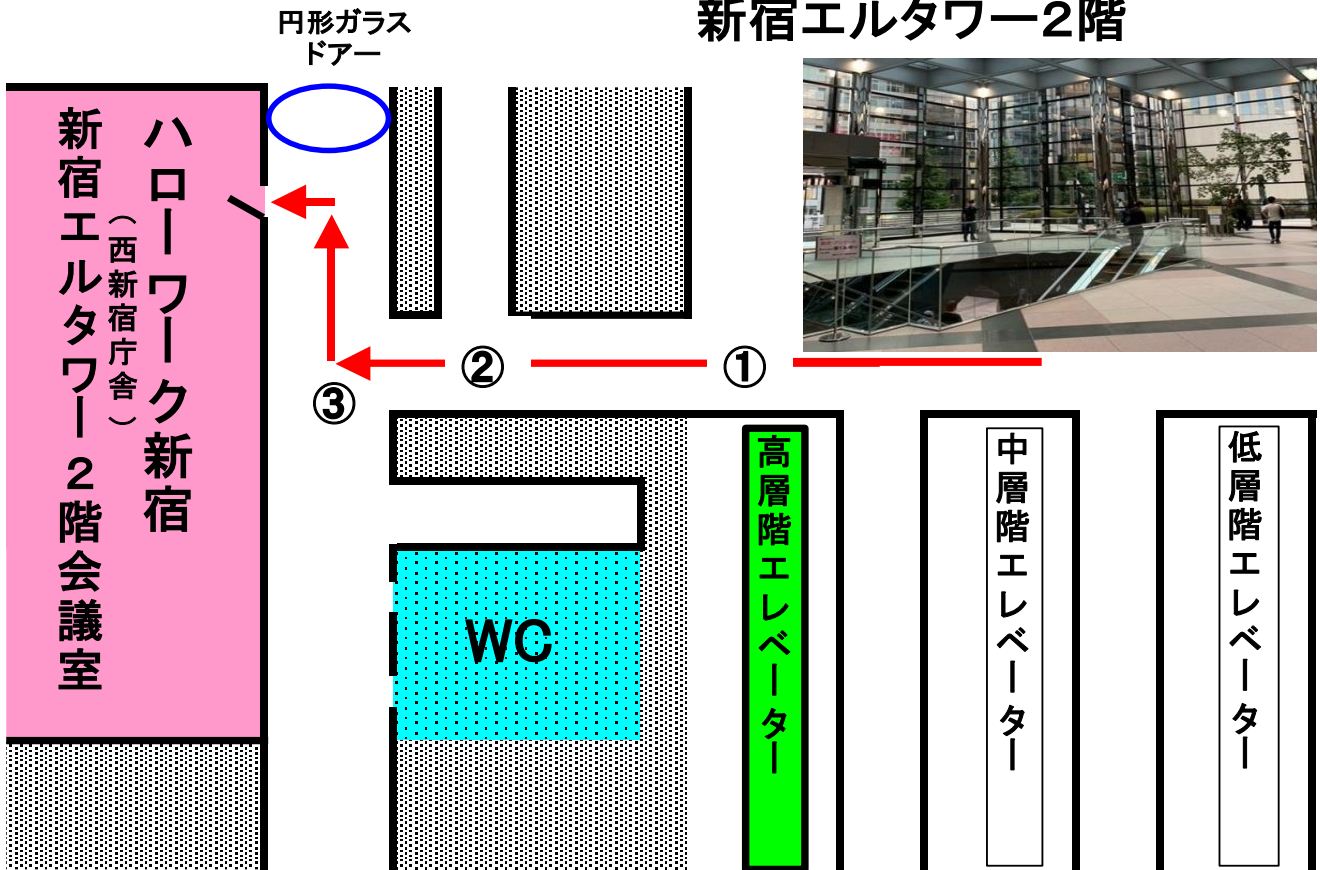 新宿エルタワー２階
円形ガラス
ドアー
ハローワーク新宿
（西新宿庁舎）
新宿エルタワー２階会議室
①
②
③
高層階エレベーター
中層階エレベーター
低層階エレベーター
WC